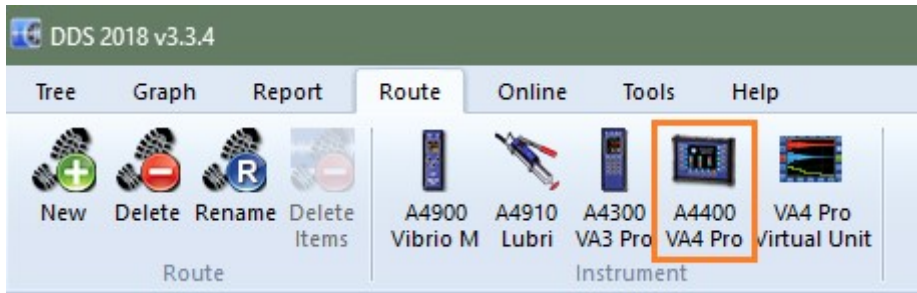 DDS 2018 v3.3.4
Tree Graph Report Route Online Tools Help
R
New Delete Rename Delete Items A4900 Vibrio M A4910 Lubri A4300 VA3 Pro A4400 VA4 Pro VA4 Pro Virtual Unit
Route Instrument